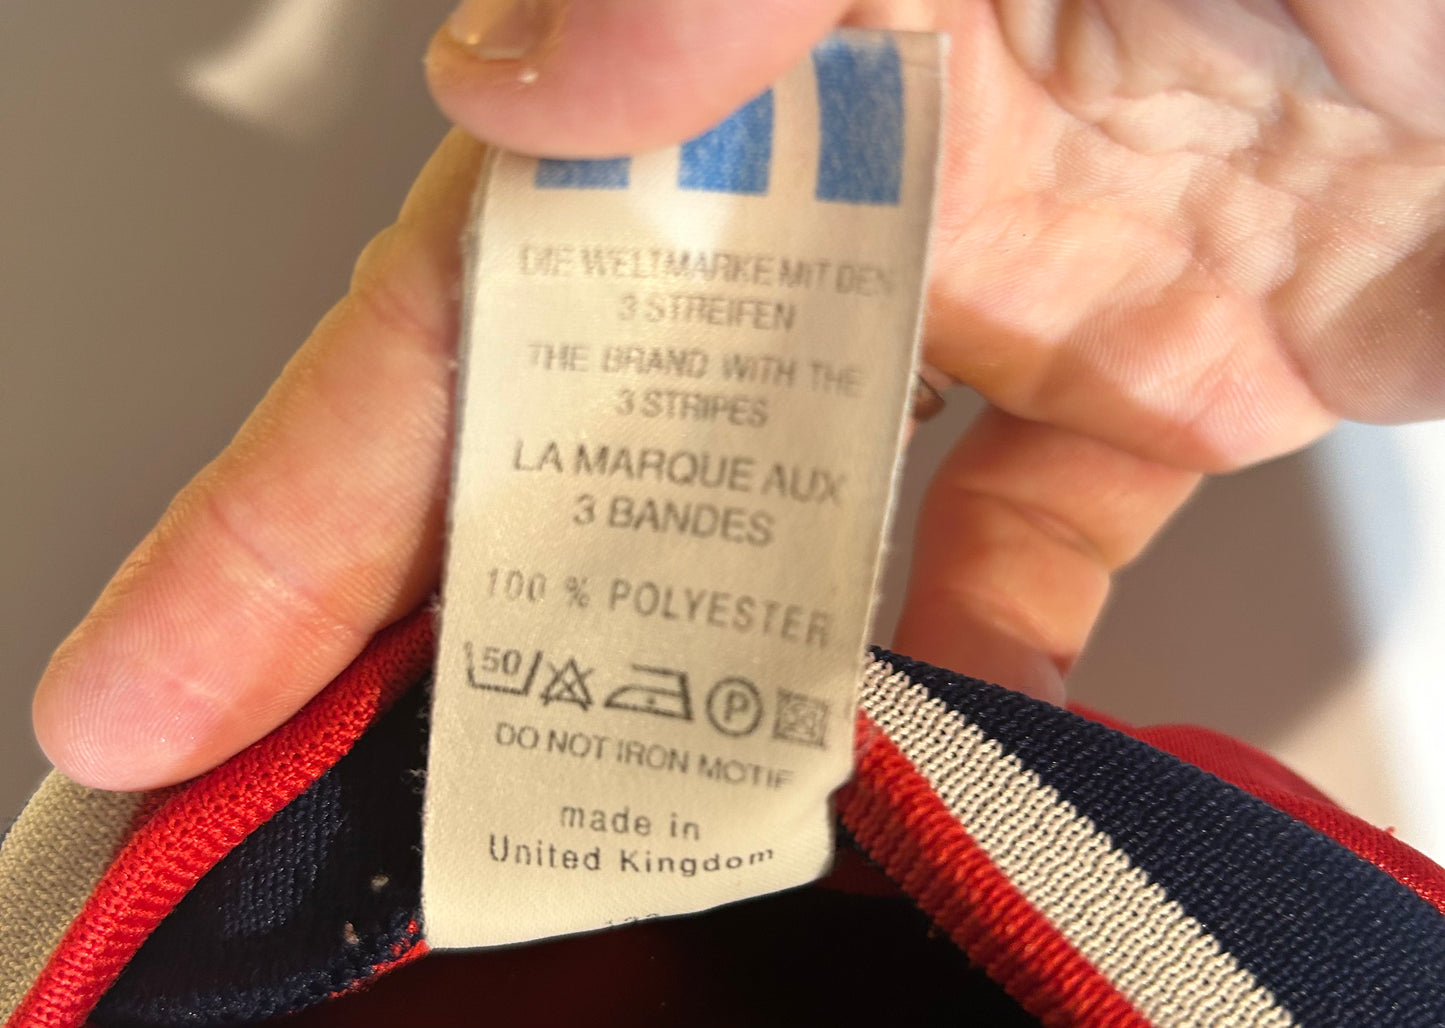 DIE WELTMARKE MIT DEN
3 STREIFEN
THE BRAND WITH THE
3 STRIPES
LA MARQUE AUX
3 BANDES
100 % POLYESTER
50
P
DO NOT IRON MOTIF
made in
United Kingdom